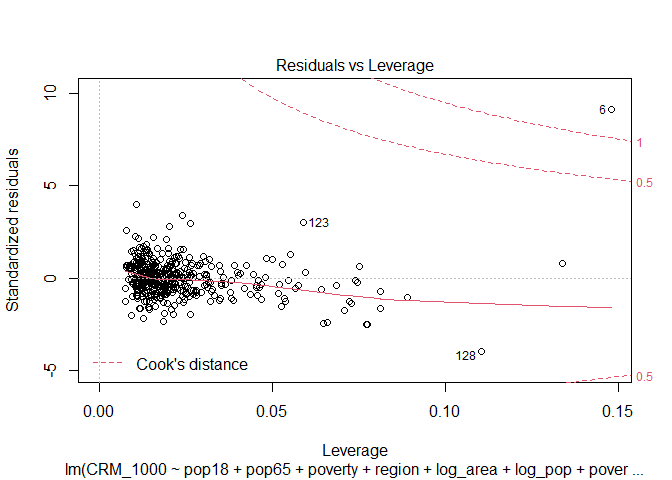 Residuals vs Leverage
Standardized residuals
10
5
0
-5
6
1
0.5
123
128
0.5
Cook's distance
0.00
0.05
0.10
0.15
Leverage
lm(CRM_1000 ~ pop18 + pop65 + poverty + region + log_area + log_pop + pover ...